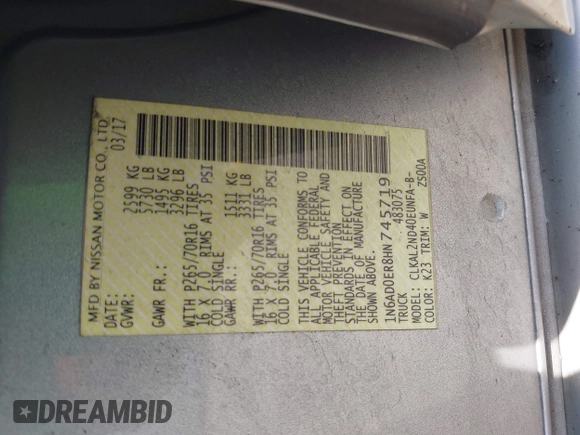 MFD BY NISSAN MOTOR CO., LTD.
DATE: 03/17
GVWR: 2599 KG
5730 LB
GAWR FR.: 1495 KG
3296 LB
WITH P265/70R16 TIRES
16 X 7.0 RIMS AT 35 PSI
COLD SINGLE
GAWR RR.: 1511 KG
3331 LB
WITH P265/70R16 TIRES
16 X 7.0 RIMS AT 35 PSI
COLD SINGLE
THIS VEHICLE CONFORMS TO
ALL APPLICABLE FEDERAL
MOTOR VEHICLE SAFETY AND
THEFT PREVENTION
STANDARDS IN EFFECT ON
THE DATE OF MANUFACTURE
SHOWN ABOVE.
1N6AD0ER8HN745719
TRUCK 483075
MODEL: CLKAL2ND40EUNFA-B-
COLOR: K23 TRIM: W ZS00A
DREAMBID